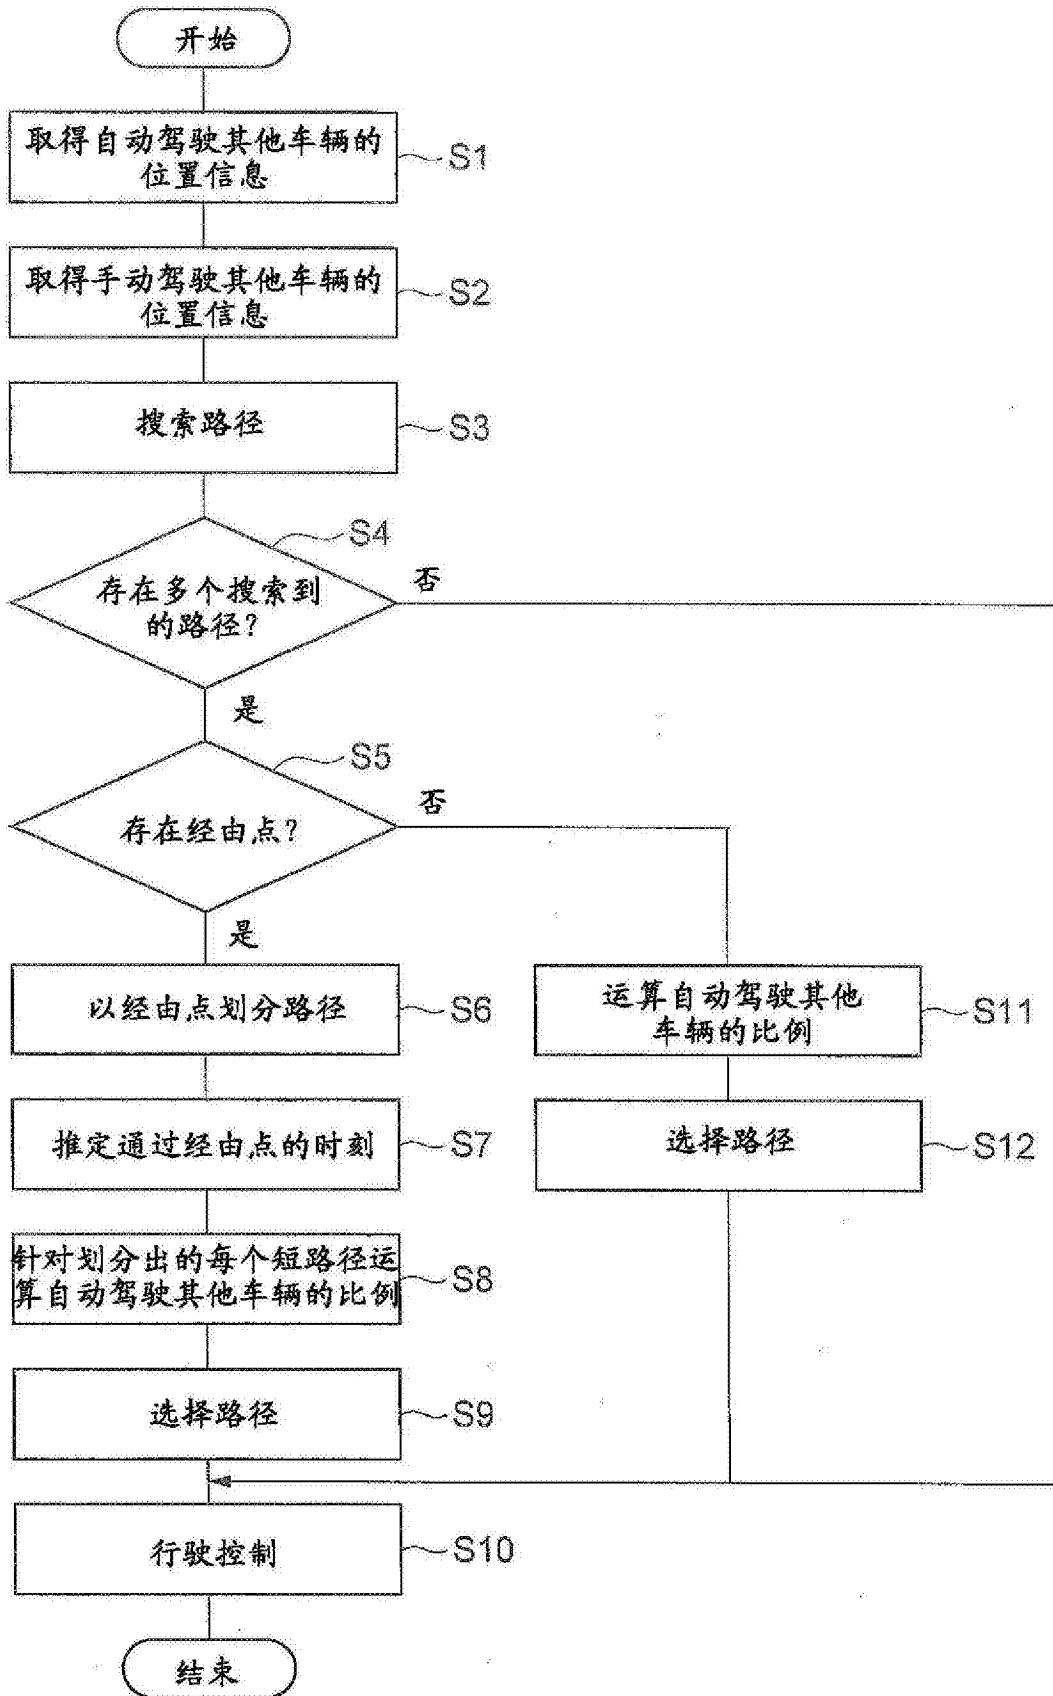 开始
取得自动驾驶其他车辆的
位置信息
S1
取得手动驾驶其他车辆的
位置信息
S2
搜索路径
S3
S4
存在多个搜索到
的路径?
否
是
S5
存在经由点?
否
是
以经由点划分路径
S6
运算自动驾驶其他
车辆的比例
S11
推定通过经由点的时刻
S7
选择路径
S12
针对划分出的每个短路径运
算自动驾驶其他车辆的比例
S8
选择路径
S9
行驶控制
S10
结束